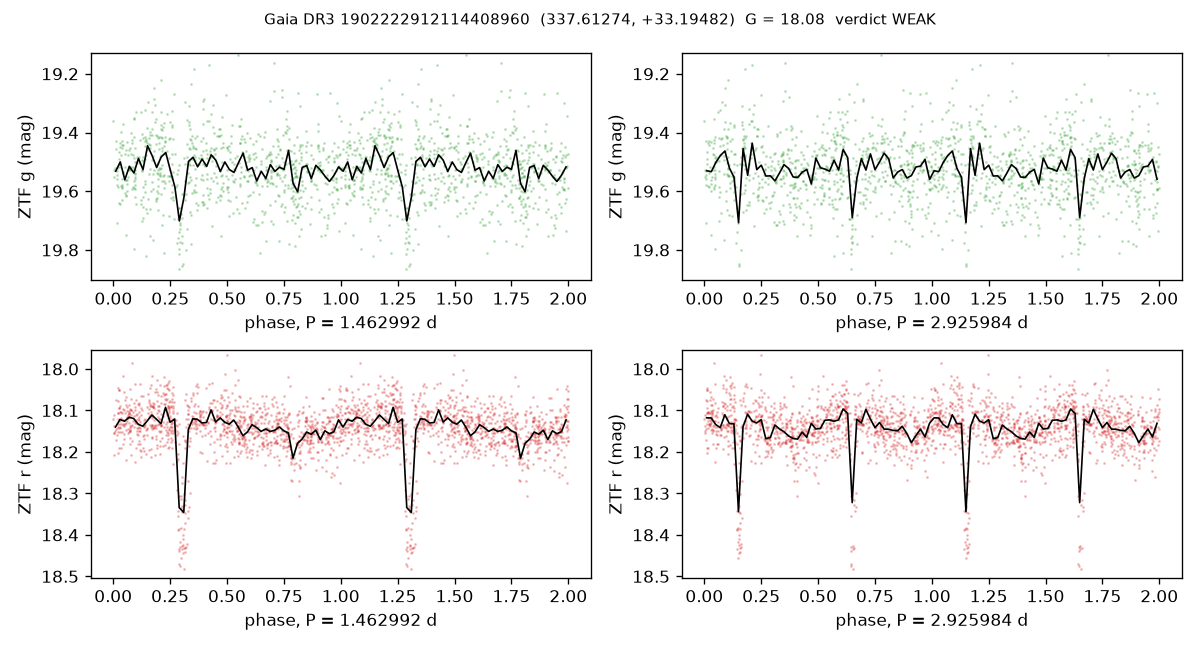 Gaia DR3 1902222912114408960 (337.61274, +33.19482) G = 18.08 verdict WEAK
ZTF g (mag)
19.2
19.4
19.6
19.8
0.00 0.25 0.50 0.75 1.00 1.25 1.50 1.75 2.00
phase, P = 1.462992 d
ZTF g (mag)
19.2
19.4
19.6
19.8
0.00 0.25 0.50 0.75 1.00 1.25 1.50 1.75 2.00
phase, P = 2.925984 d
ZTF r (mag)
18.0
18.1
18.2
18.3
18.4
18.5
0.00 0.25 0.50 0.75 1.00 1.25 1.50 1.75 2.00
phase, P = 1.462992 d
ZTF r (mag)
18.0
18.1
18.2
18.3
18.4
18.5
0.00 0.25 0.50 0.75 1.00 1.25 1.50 1.75 2.00
phase, P = 2.925984 d